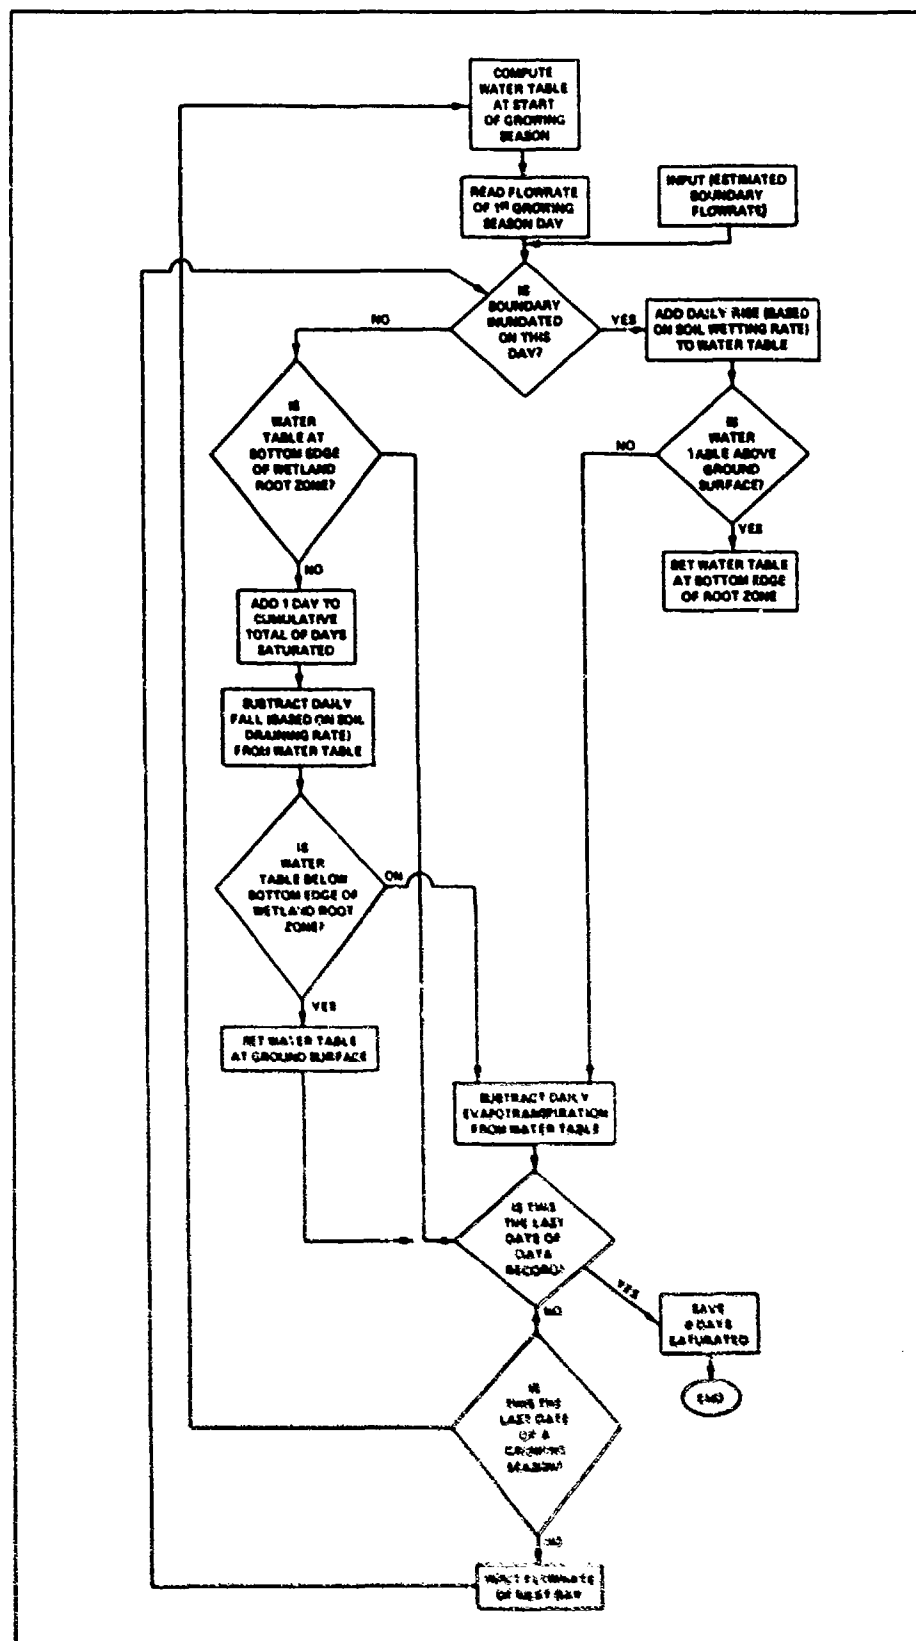 COMPUTE
WATER TABLE
AT START
OF GROWING
SEASON
READ FLOWRATE
OF 1ST GROWING
SEASON DAY
INPUT (ESTIMATED
BOUNDARY
FLOWRATE)
IS
BOUNDARY
INUNDATED
ON THIS
DAY?
NO
YES
ADD DAILY RISE (BASED
ON SOIL WETTING RATE)
TO WATER TABLE
IS
WATER
TABLE AT
BOTTOM EDGE
OF WETLAND
ROOT ZONE?
IS
WATER
TABLE ABOVE
GROUND
SURFACE?
NO
YES
SET WATER TABLE
AT BOTTOM EDGE
OF ROOT ZONE
NO
ADD 1 DAY TO
CUMULATIVE
TOTAL OF DAYS
SATURATED
SUBTRACT DAILY
FALL (BASED ON SOIL
DRAINING RATE)
FROM WATER TABLE
IS
WATER
TABLE BELOW
BOTTOM EDGE OF
WETLAND ROOT
ZONE?
ON
YES
SET WATER TABLE
AT GROUND SURFACE
SUBTRACT DAILY
EVAPOTRANSPIRATION
FROM WATER TABLE
IS THIS
THE LAST
DATE OF
DATA
RECORD?
YES
SAVE
# DAYS
SATURATED
END
NO
IS
THIS THE
LAST DATE
OF A
GROWING
SEASON?
NO
INPUT FLOWRATE
OF NEXT DAY